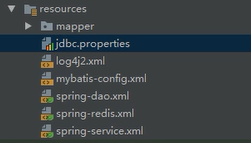 resources
mapper
jdbc.properties
log4j2.xml
mybatis-config.xml
spring-dao.xml
spring-redis.xml
spring-service.xml